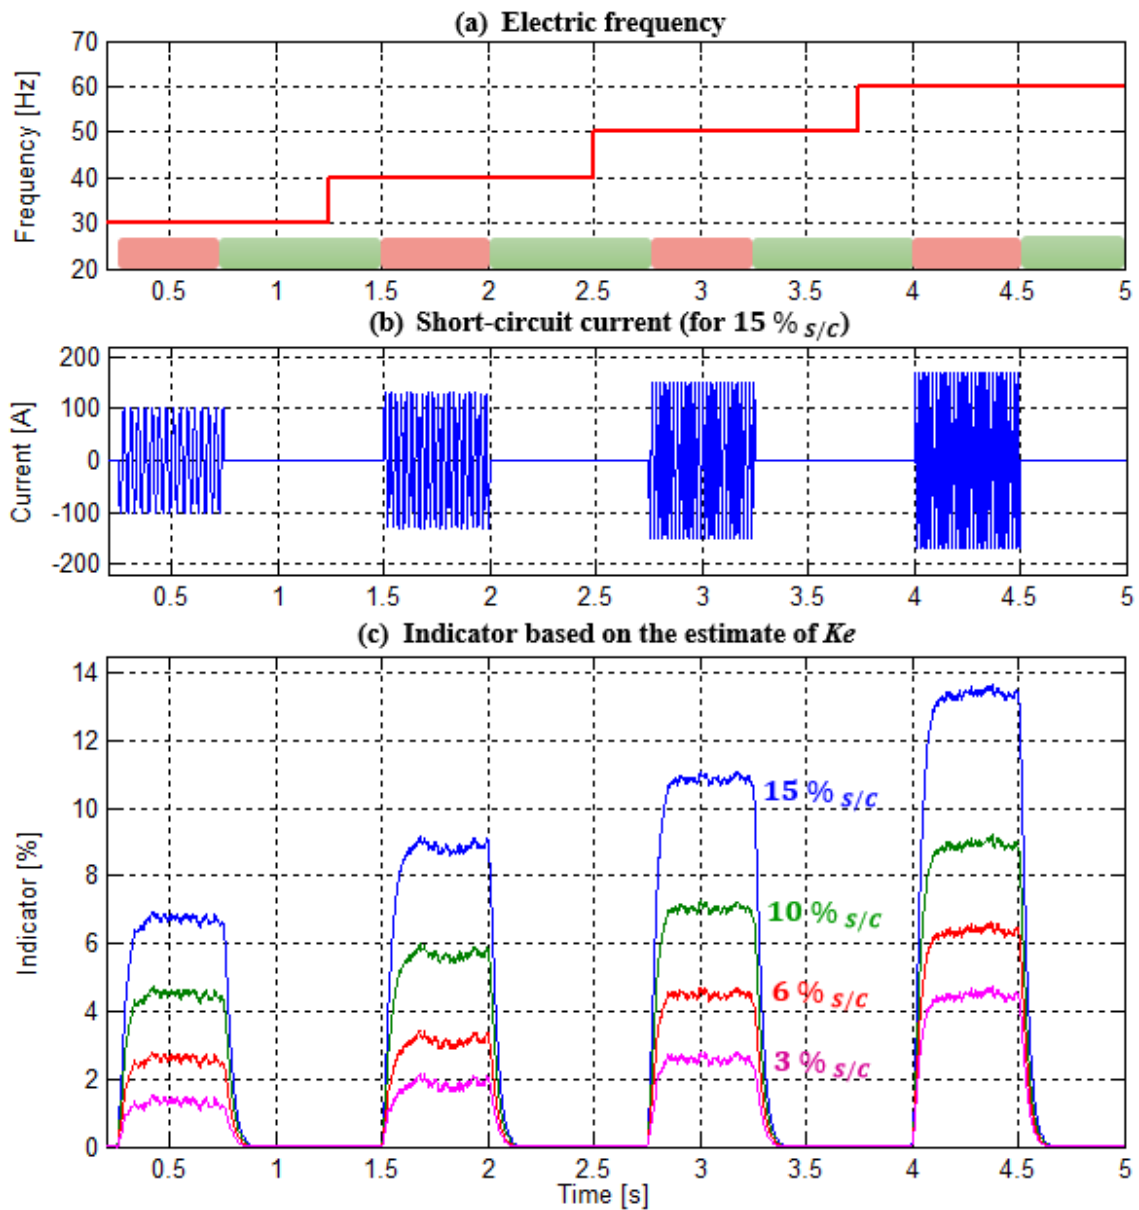 (a) Electric frequency
Frequency [Hz]
70
60
50
40
30
20
0.5 1 1.5 2 2.5 3 3.5 4 4.5 5
(b) Short-circuit current (for 15 % s/c)
Current [A]
200
100
0
-100
-200
0.5 1 1.5 2 2.5 3 3.5 4 4.5 5
(c) Indicator based on the estimate of Ke
Indicator [%]
14
12
10
8
6
4
2
0
15 % s/c
10 % s/c
6 % s/c
3 % s/c
0.5 1 1.5 2 2.5 3 3.5 4 4.5 5
Time [s]